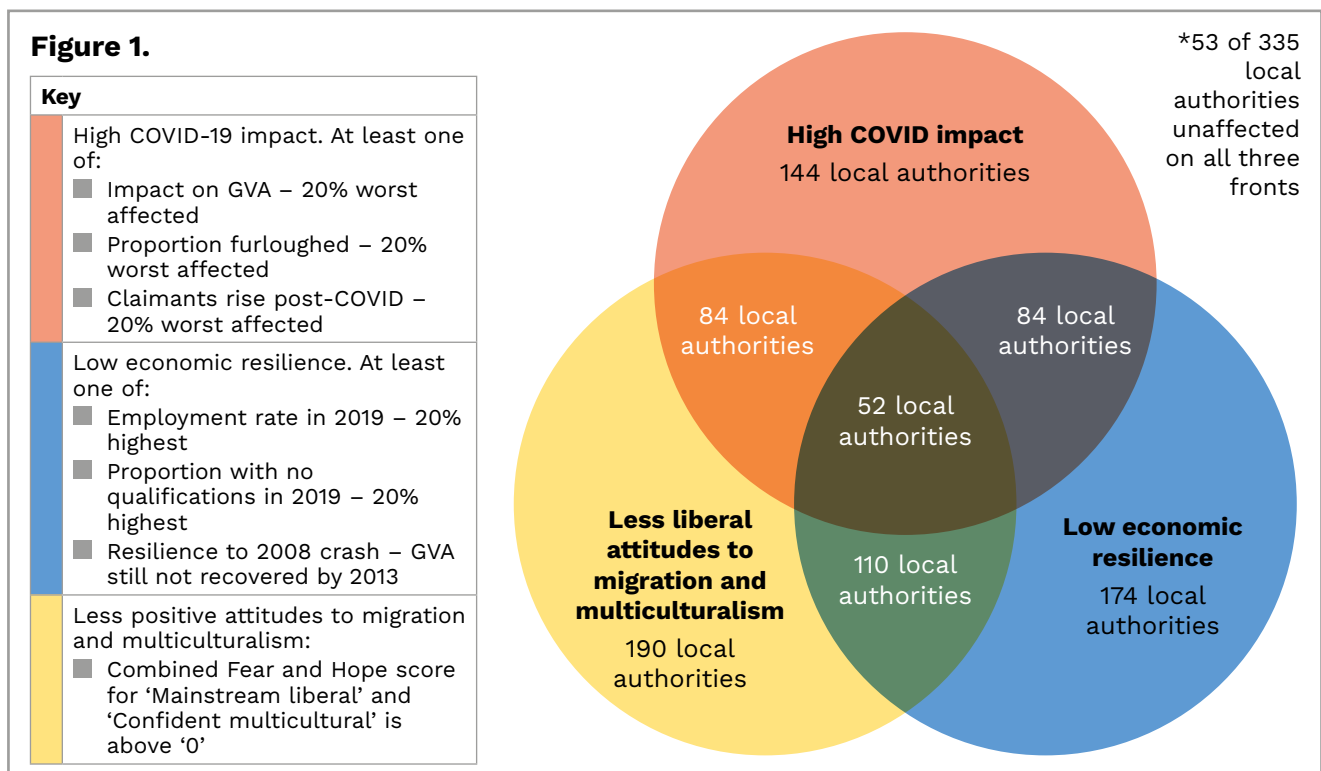 Figure 1.
Key
High COVID-19 impact. At least one
of:
Impact on GVA – 20% worst
affected
Proportion furloughed – 20%
worst affected
Claimants rise post-COVID –
20% worst affected
Low economic resilience. At least
one of:
Employment rate in 2019 – 20%
highest
Proportion with no
qualifications in 2019 – 20%
highest
Resilience to 2008 crash – GVA
still not recovered by 2013
Less positive attitudes to migration
and multiculturalism:
Combined Fear and Hope score
for ‘Mainstream liberal’ and
‘Confident multicultural’ is
above ‘0’
High COVID impact
144 local authorities
*53 of 335
local
authorities
unaffected
on all three
fronts
84 local
authorities
84 local
authorities
52 local
authorities
Less liberal
attitudes to
migration and
multiculturalism
190 local
authorities
110 local
authorities
Low economic
resilience
174 local
authorities